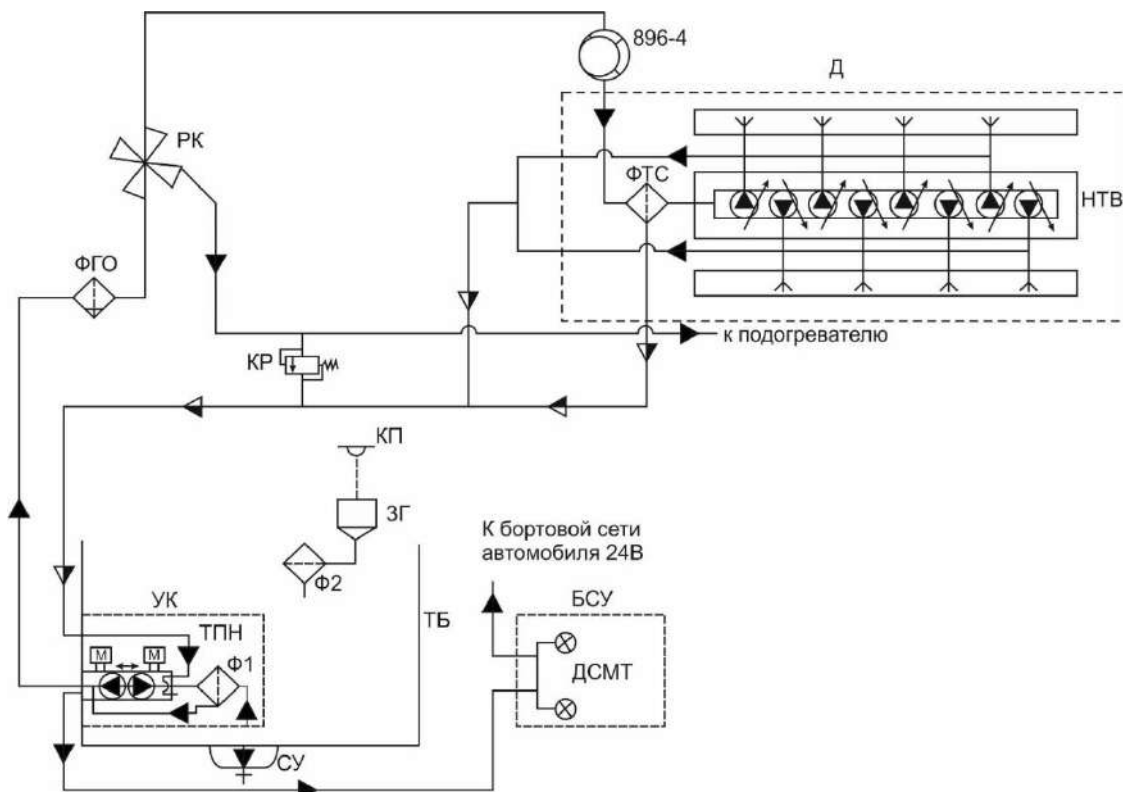 896-4
Д
РК
ФТС
НТВ
ФГО
к подогревателю
КР
КП
ЗГ
К бортовой сети
автомобиля 24В
Ф2
УК
ТБ
БСУ
ТПН
М
М
Ф1
ДСМТ
СУ